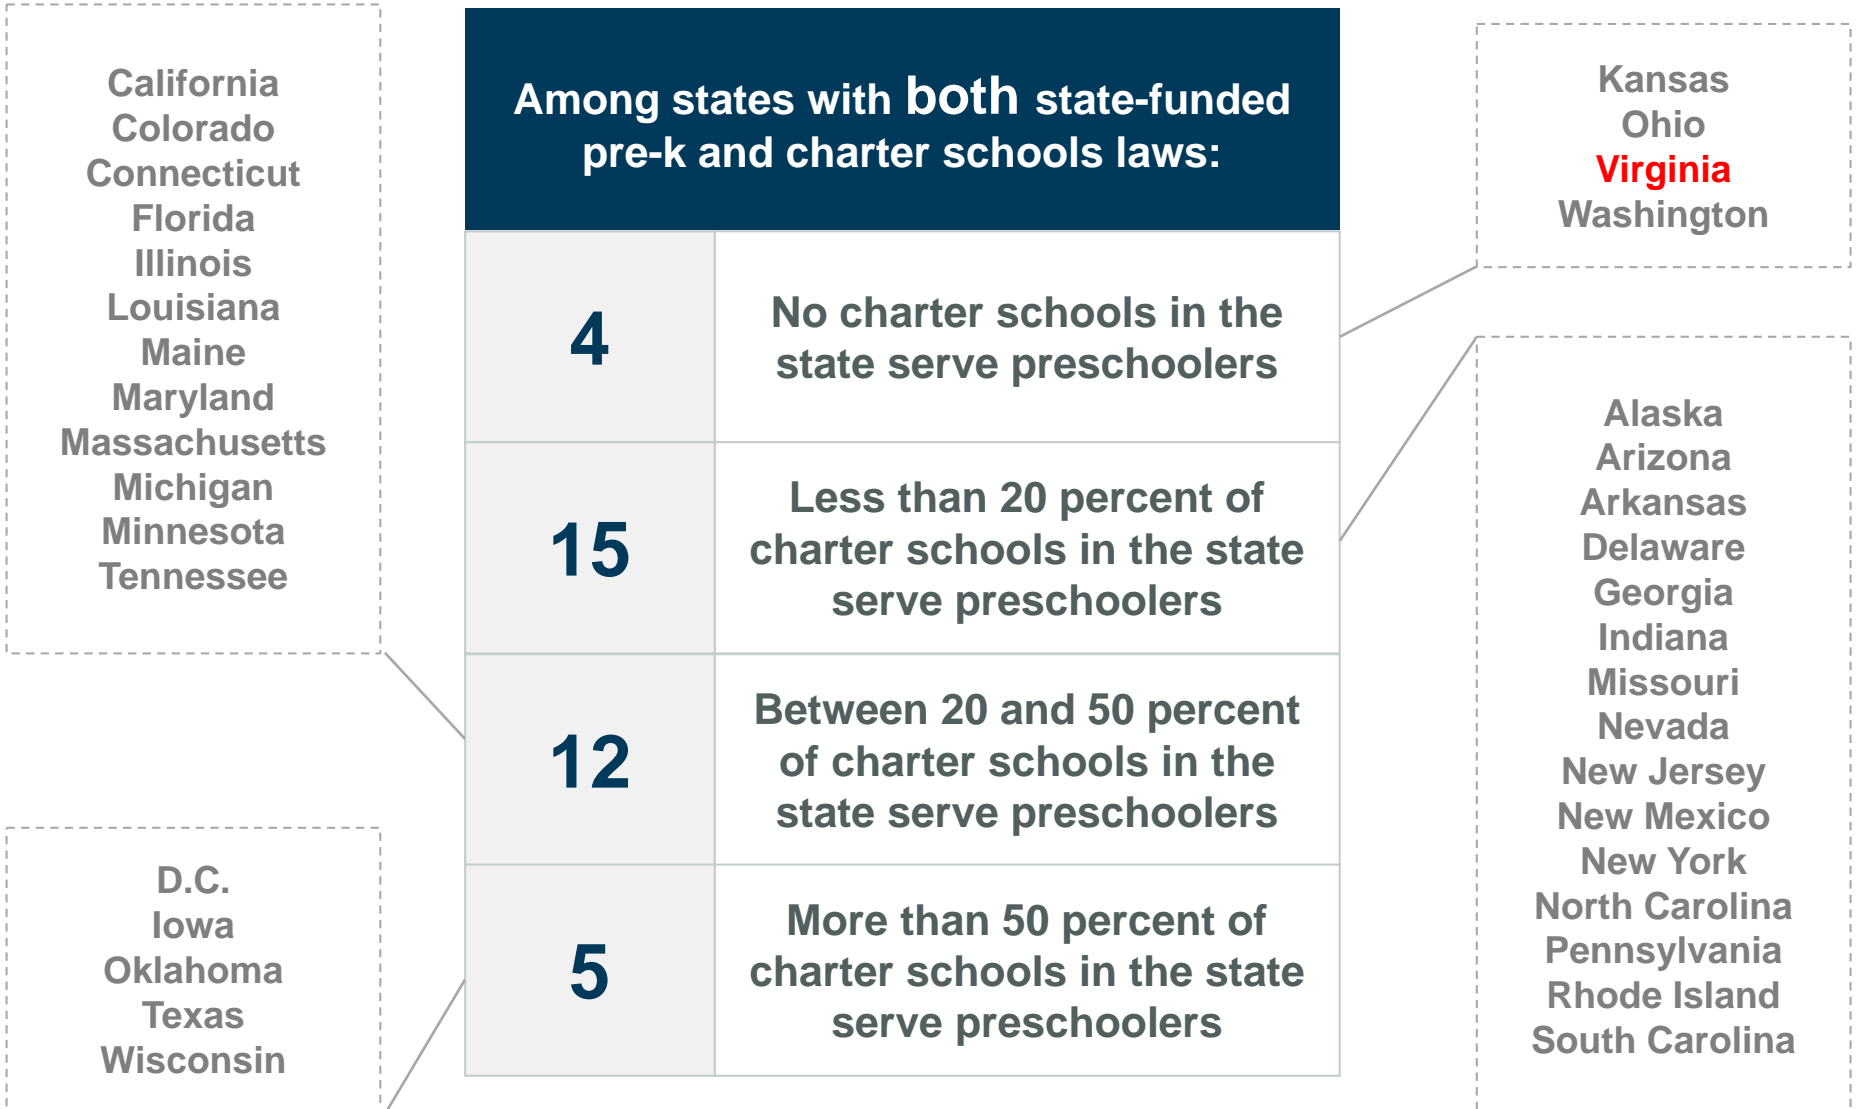 California
Colorado
Connecticut
Florida
Illinois
Louisiana
Maine
Maryland
Massachusetts
Michigan
Minnesota
Tennessee
D.C.
Iowa
Oklahoma
Texas
Wisconsin
Among states with both state-funded
pre-k and charter schools laws:
4
No charter schools in the
state serve preschoolers
15
Less than 20 percent of
charter schools in the state
serve preschoolers
12
Between 20 and 50 percent
of charter schools in the
state serve preschoolers
5
More than 50 percent of
charter schools in the state
serve preschoolers
Kansas
Ohio
Virginia
Washington
Alaska
Arizona
Arkansas
Delaware
Georgia
Indiana
Missouri
Nevada
New Jersey
New Mexico
New York
North Carolina
Pennsylvania
Rhode Island
South Carolina